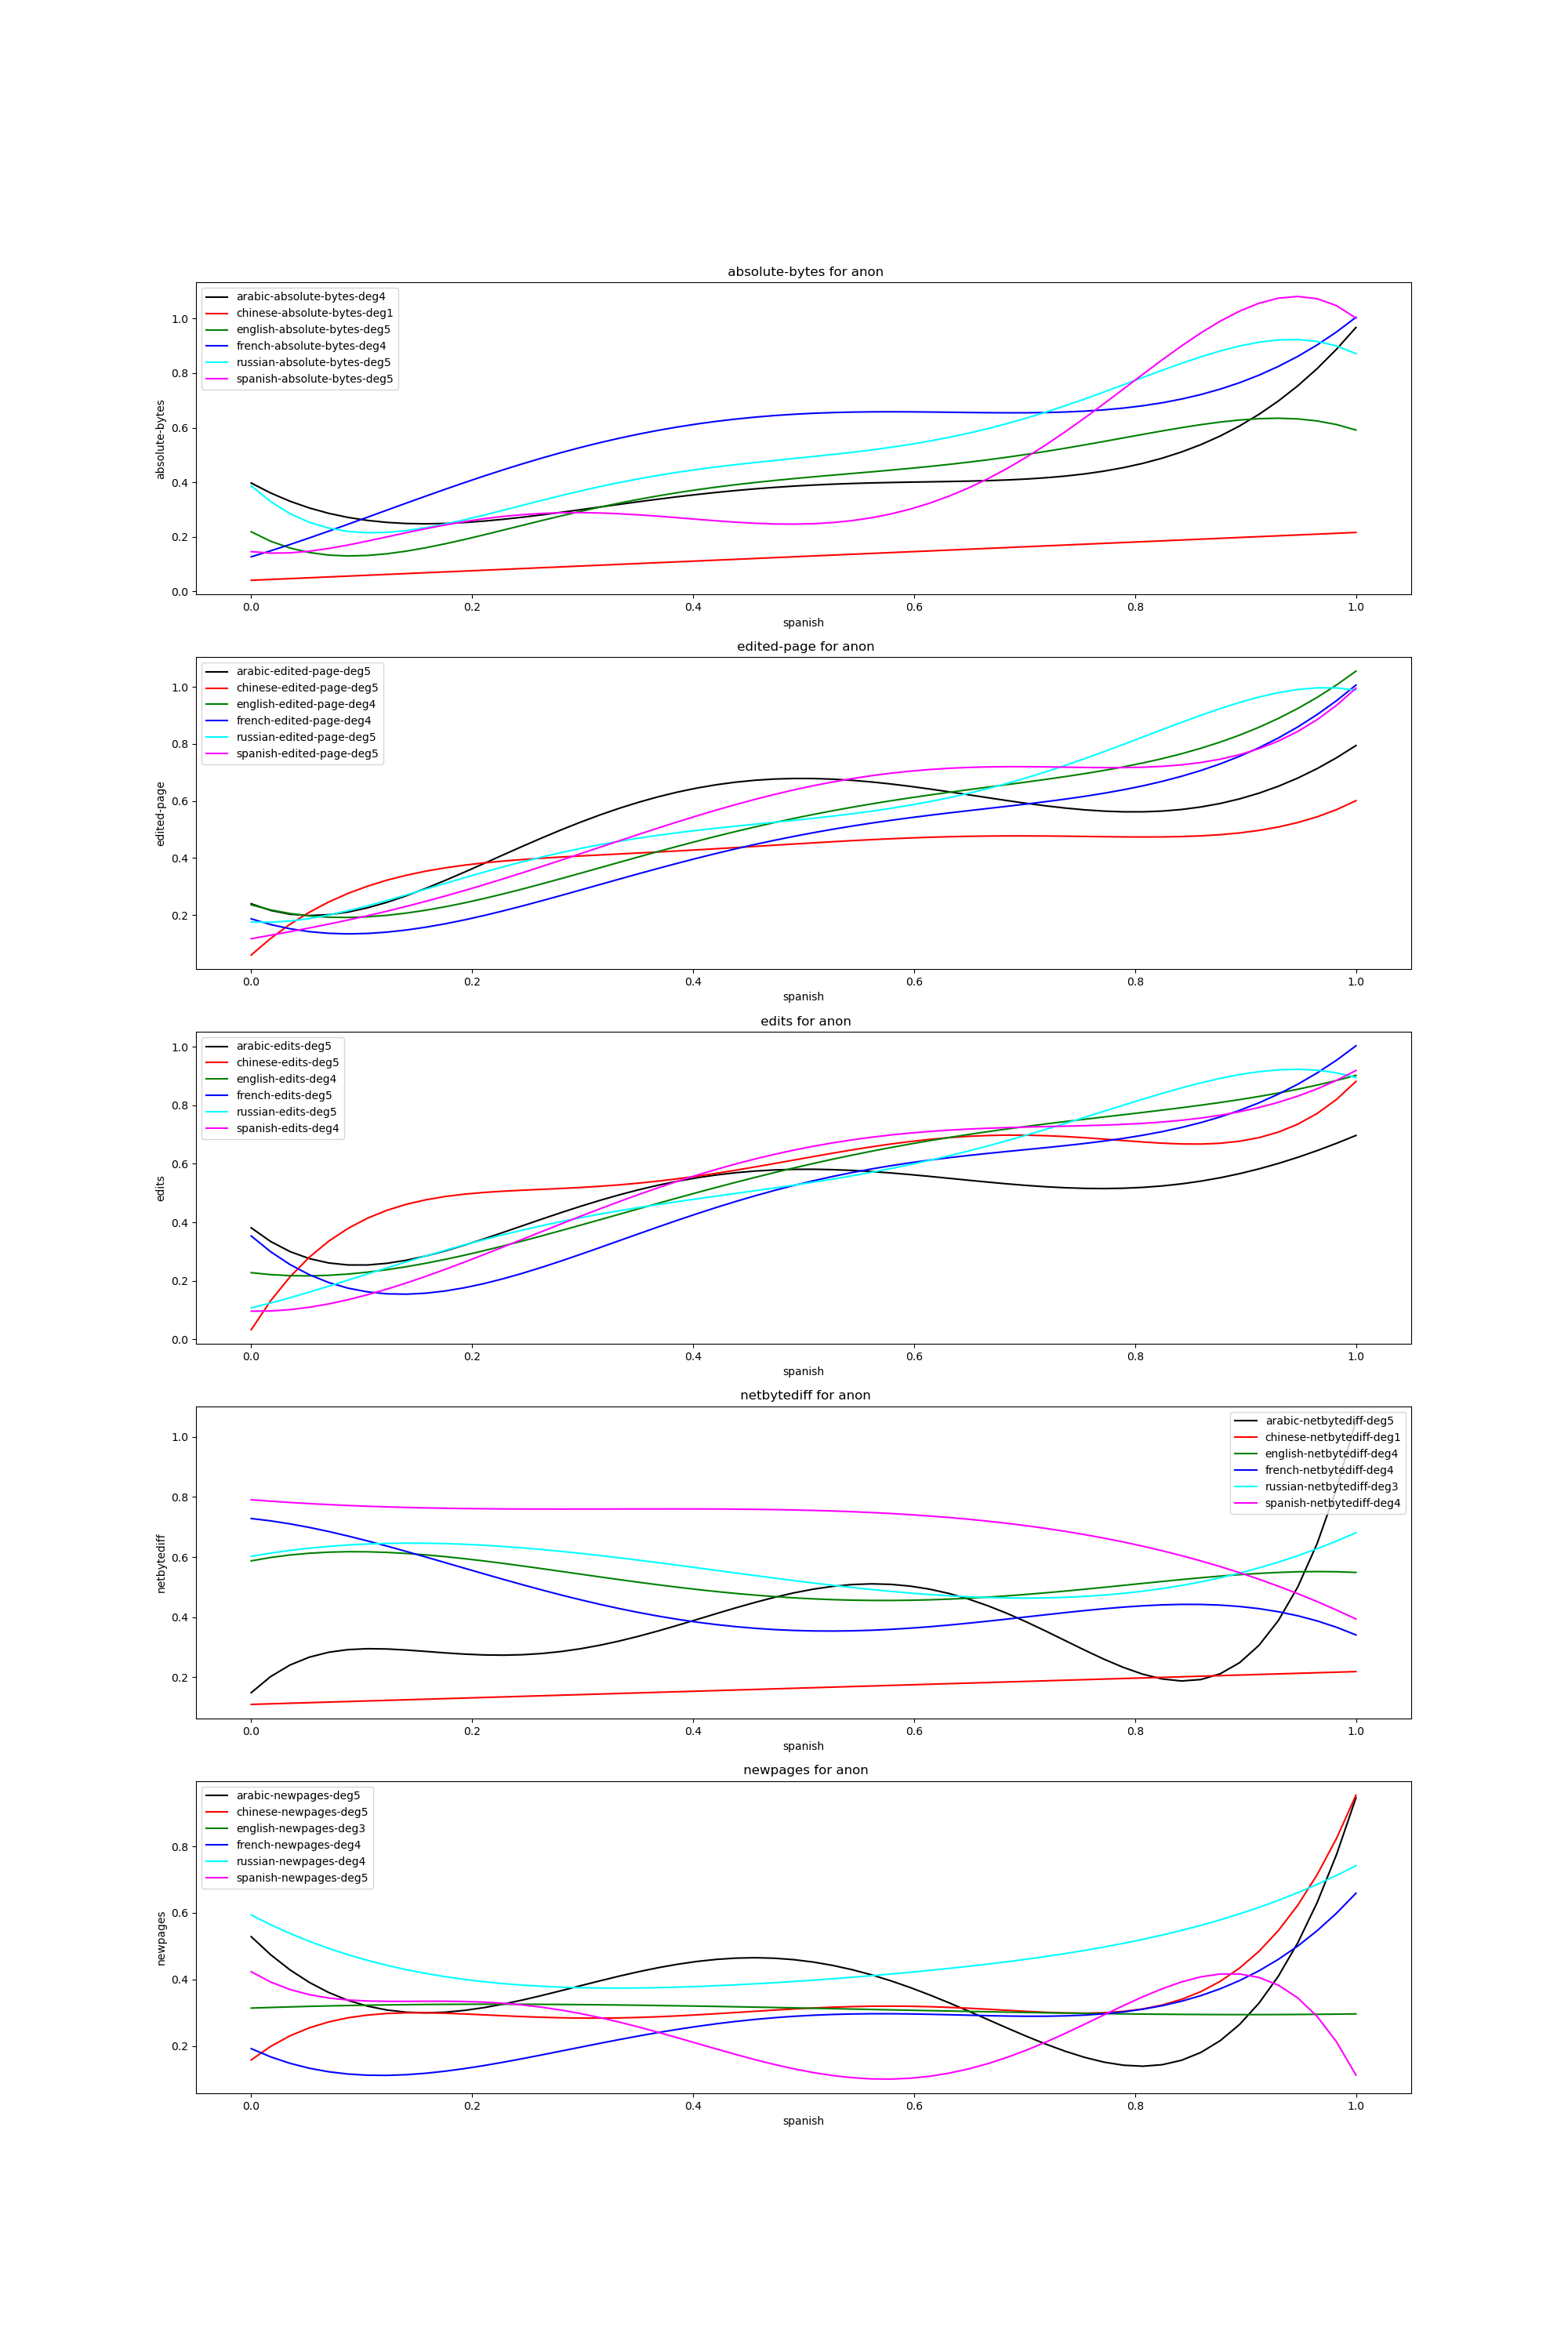 absolute-bytes for anon
arabic-absolute-bytes-deg4
chinese-absolute-bytes-deg1
english-absolute-bytes-deg5
french-absolute-bytes-deg4
russian-absolute-bytes-deg5
spanish-absolute-bytes-deg5
absolute-bytes
1.0
0.8
0.6
0.4
0.2
0.0
0.0 0.2 0.4 0.6 0.8 1.0
spanish
edited-page for anon
arabic-edited-page-deg5
chinese-edited-page-deg5
english-edited-page-deg4
french-edited-page-deg4
russian-edited-page-deg5
spanish-edited-page-deg5
edited-page
1.0
0.8
0.6
0.4
0.2
0.0 0.2 0.4 0.6 0.8 1.0
spanish
edits for anon
arabic-edits-deg5
chinese-edits-deg5
english-edits-deg4
french-edits-deg5
russian-edits-deg5
spanish-edits-deg4
edits
1.0
0.8
0.6
0.4
0.2
0.0
0.0 0.2 0.4 0.6 0.8 1.0
spanish
netbytediff for anon
arabic-netbytediff-deg5
chinese-netbytediff-deg1
english-netbytediff-deg4
french-netbytediff-deg4
russian-netbytediff-deg3
spanish-netbytediff-deg4
netbytediff
1.0
0.8
0.6
0.4
0.2
0.0 0.2 0.4 0.6 0.8 1.0
spanish
newpages for anon
arabic-newpages-deg5
chinese-newpages-deg5
english-newpages-deg3
french-newpages-deg4
russian-newpages-deg4
spanish-newpages-deg5
newpages
0.8
0.6
0.4
0.2
0.0 0.2 0.4 0.6 0.8 1.0
spanish